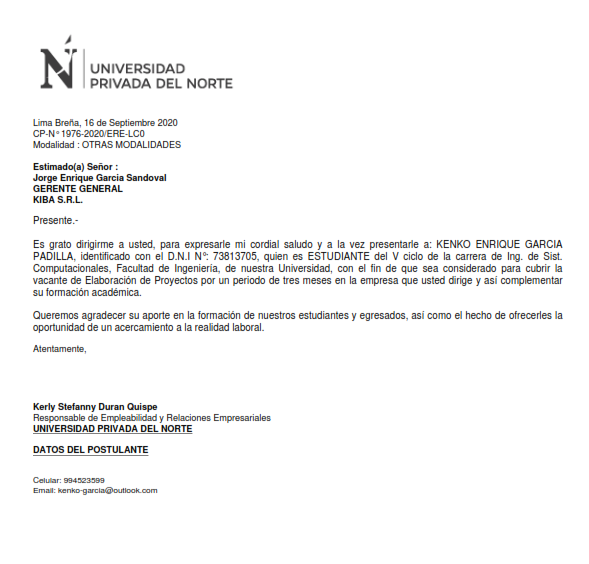 N
UNIVERSIDAD
PRIVADA DEL NORTE
Lima Breña, 16 de Septiembre 2020
CP-N° 1976-2020/ERE-LC0
Modalidad : OTRAS MODALIDADES
Estimado(a) Señor :
Jorge Enrique Garcia Sandoval
GERENTE GENERAL
KIBA S.R.L.
Presente.-
Es grato dirigirme a usted, para expresarle mi cordial saludo y a la vez presentarle a: KENKO ENRIQUE GARCIA
PADILLA, identificado con el D.N.I N°: 73813705, quien es ESTUDIANTE del V ciclo de la carrera de Ing. de Sist.
Computacionales, Facultad de Ingeniería, de nuestra Universidad, con el fin de que sea considerado para cubrir la
vacante de Elaboración de Proyectos por un periodo de tres meses en la empresa que usted dirige y así complementar
su formación académica.
Queremos agradecer su aporte en la formación de nuestros estudiantes y egresados, así como el hecho de ofrecerles la
oportunidad de un acercamiento a la realidad laboral.
Atentamente,
Kerly Stefanny Duran Quispe
Responsable de Empleabilidad y Relaciones Empresariales
UNIVERSIDAD PRIVADA DEL NORTE
DATOS DEL POSTULANTE
Celular: 994523599
Email: kenko-garcia@outlook.com